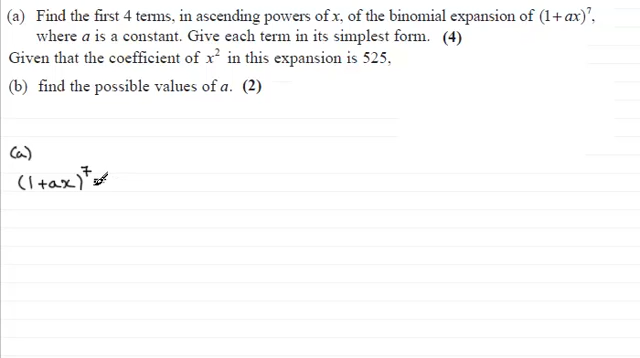 (a) Find the first 4 terms, in ascending powers of x, of the binomial expansion of (1 + ax)⁷,
where a is a constant. Give each term in its simplest form. (4)
Given that the coefficient of x² in this expansion is 525,
(b) find the possible values of a. (2)
(a)
(1+ax)⁷ =